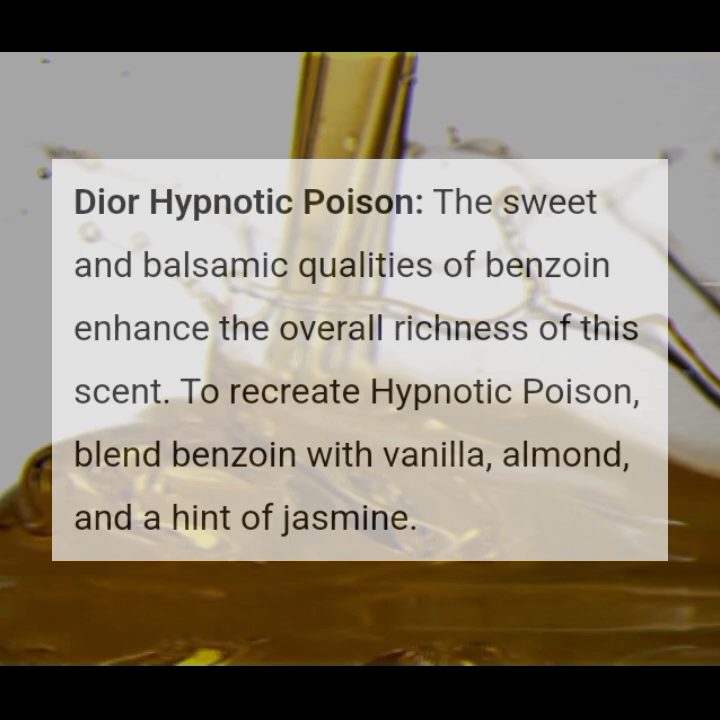 Dior Hypnotic Poison: The sweet
and balsamic qualities of benzoin
enhance the overall richness of this
scent. To recreate Hypnotic Poison,
blend benzoin with vanilla, almond,
and a hint of jasmine.